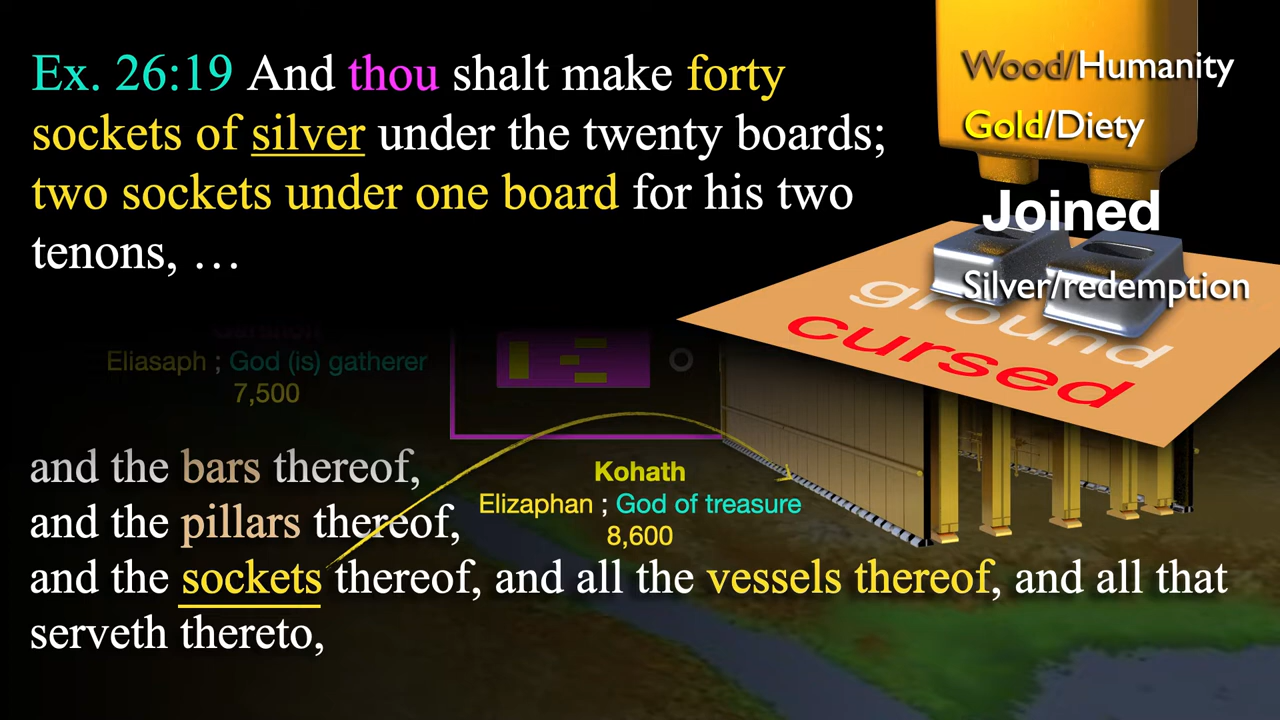 Ex. 26:19 And thou shalt make forty
sockets of silver under the twenty boards;
two sockets under one board for his two
tenons, …
Wood/Humanity
Gold/Diety
Joined
Silver/redemption
ground
cursed
Eliasaph ; God (is) gatherer
7,500
Kohath
Elizaphan ; God of treasure
8,600
and the bars thereof,
and the pillars thereof,
and the sockets thereof, and all the vessels thereof, and all that
serveth thereto,